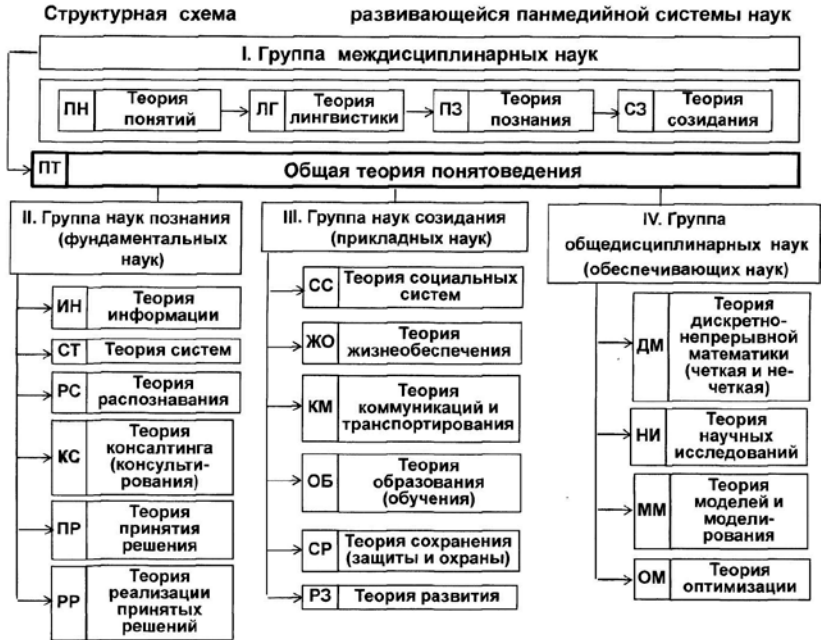 Структурная схема развивающейся панмедийной системы наук
I. Группа междисциплинарных наук
ПН Теория
понятий
ЛГ Теория
лингвистики
ПЗ Теория
познания
СЗ Теория
созидания
ПТ Общая теория понятоведения
II. Группа наук познания
(фундаментальных
наук)
ИН Теория
информации
СТ Теория систем
РС Теория
распознавания
КС Теория
консалтинга
(консульти-
рования)
ПР Теория
принятия
решения
РР Теория
реализации
принятых
решений
III. Группа наук созидания
(прикладных наук)
СС Теория социальных
систем
ЖО Теория
жизнеобеспечения
КМ Теория
коммуникаций и
транспортирования
ОБ Теория
образования
(обучения)
СР Теория сохранения
(защиты и охраны)
РЗ Теория развития
IV. Группа
общедисциплинарных наук
(обеспечивающих наук)
ДМ Теория
дискретно-
непрерывной
математики
(четкая и не-
четкая)
НИ Теория
научных
исследований
ММ Теория
моделей и
модели-
рования
ОМ Теория
оптимизации